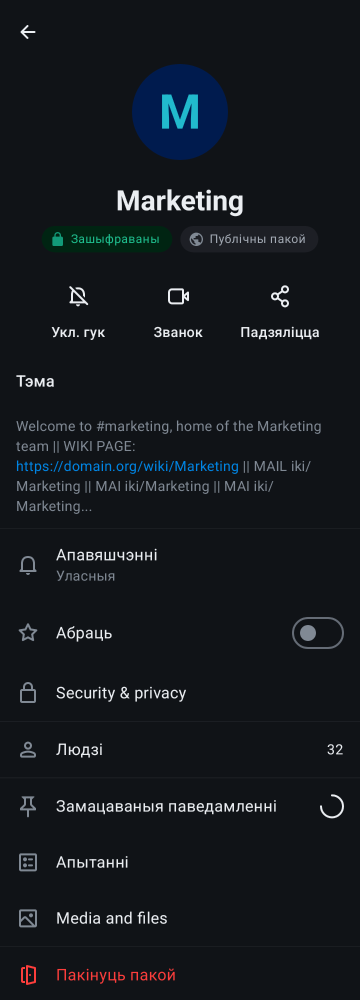 M
Marketing
Зашыфраваны
Публічны пакой
Укл. гук
Званок
Падзяліцца
Тэма
Welcome to #marketing, home of the Marketing
team || WIKI PAGE:
https://domain.org/wiki/Marketing || MAIL iki/
Marketing || MAI iki/Marketing || MAI iki/
Marketing...
Апавяшчэнні
Уласныя
Абраць
Security & privacy
Людзі
32
Замацаваныя паведамленні
Апытанні
Media and files
Пакінуць пакой